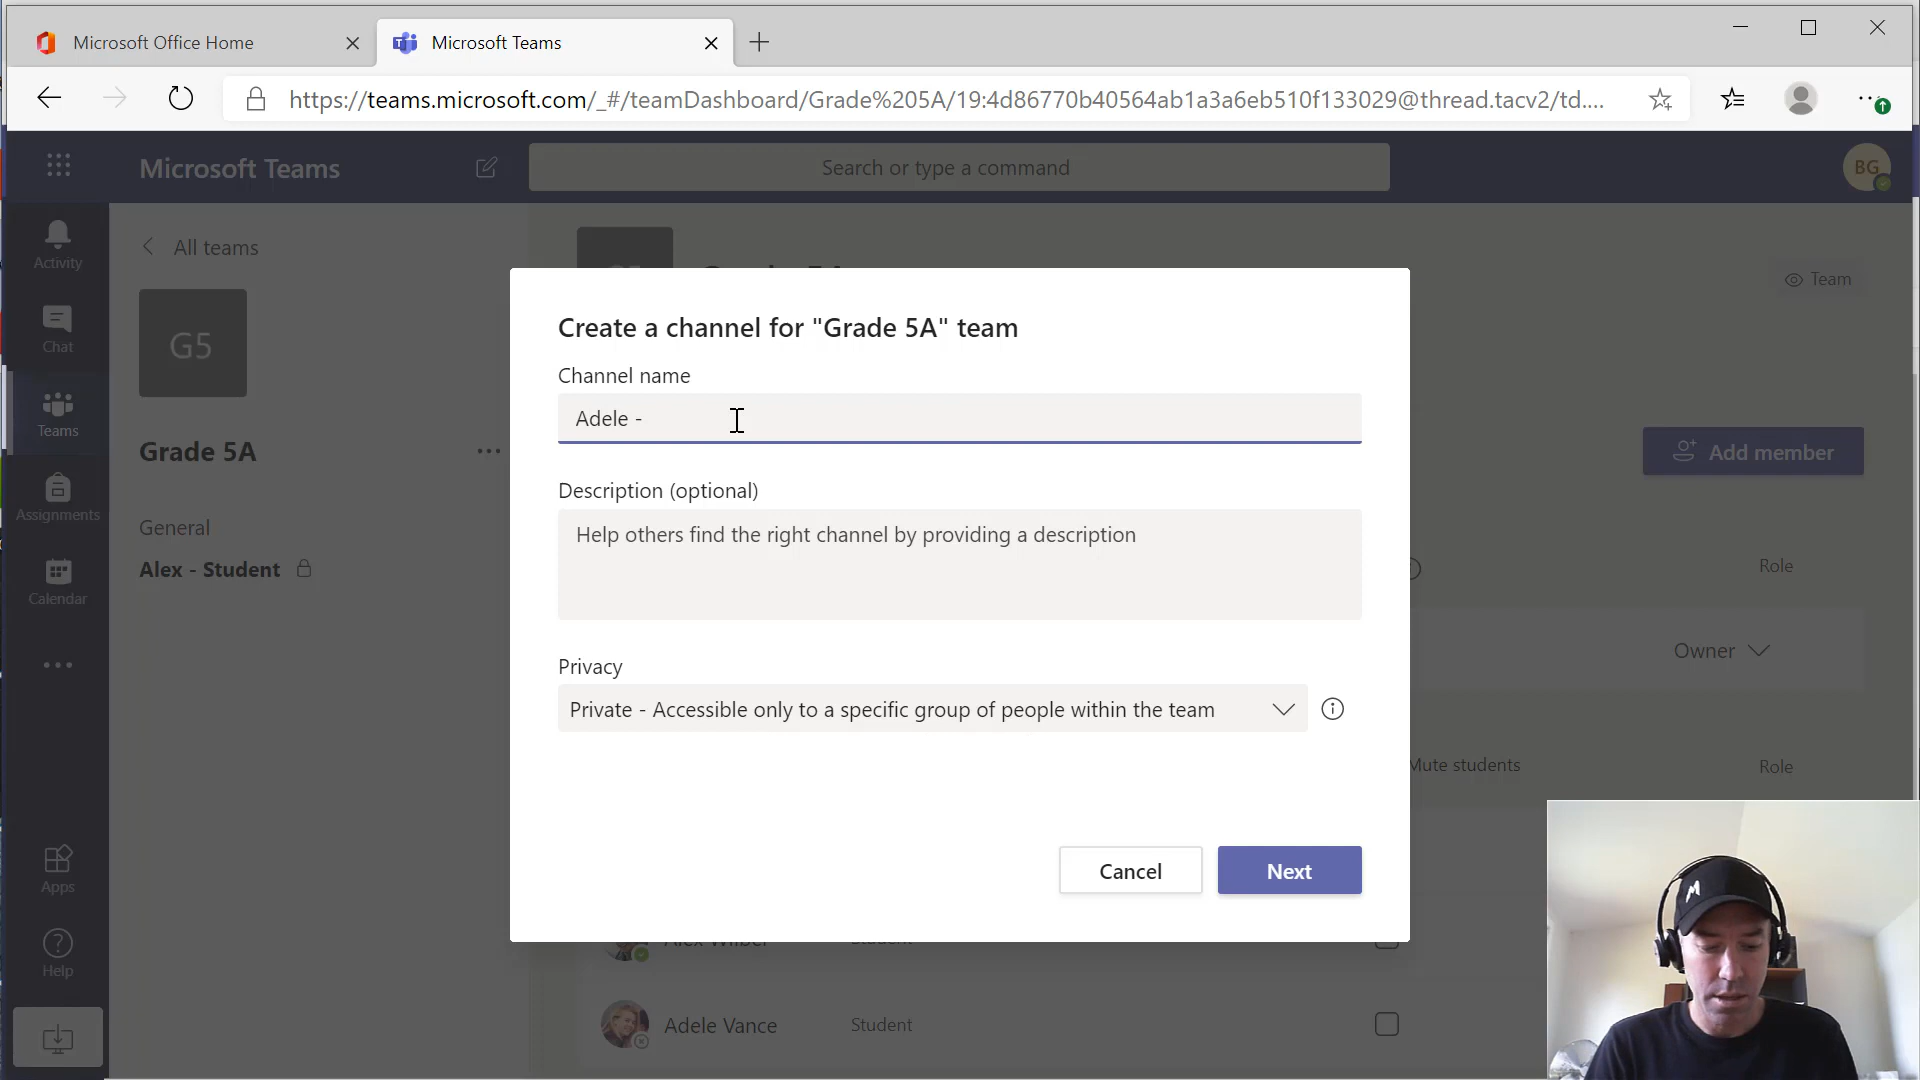 Microsoft Office Home
Microsoft Teams
https://teams.microsoft.com/_#/teamDashboard/Grade%205A/19:4d86770b40564ab1a3a6eb510f133029@thread.tacv2/td....
Microsoft Teams
Search or type a command
BG
Activity
Chat
Teams
Assignments
Calendar
Apps
Help
All teams
G5
Grade 5A
General
Alex - Student
Team
Add member
Create a channel for "Grade 5A" team
Channel name
Adele -
Description (optional)
Help others find the right channel by providing a description
Privacy
Private - Accessible only to a specific group of people within the team
Cancel
Next
Role
Owner
Mute students
Role
Alex Wilber
Student
Adele Vance
Student